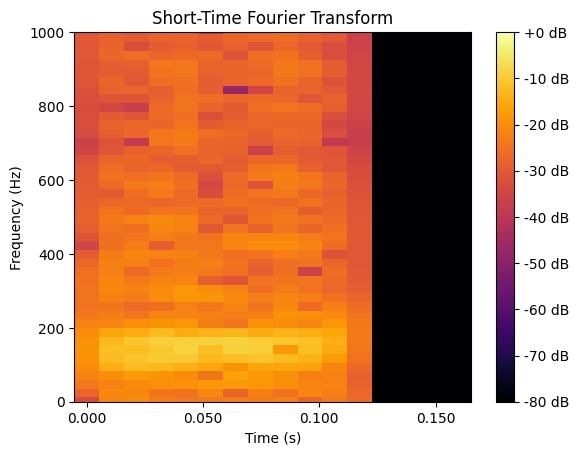 Short-Time Fourier Transform
1000
800
600
400
200
0
Frequency (Hz)
0.000
0.050
0.100
0.150
Time (s)
+0 dB
-10 dB
-20 dB
-30 dB
-40 dB
-50 dB
-60 dB
-70 dB
-80 dB